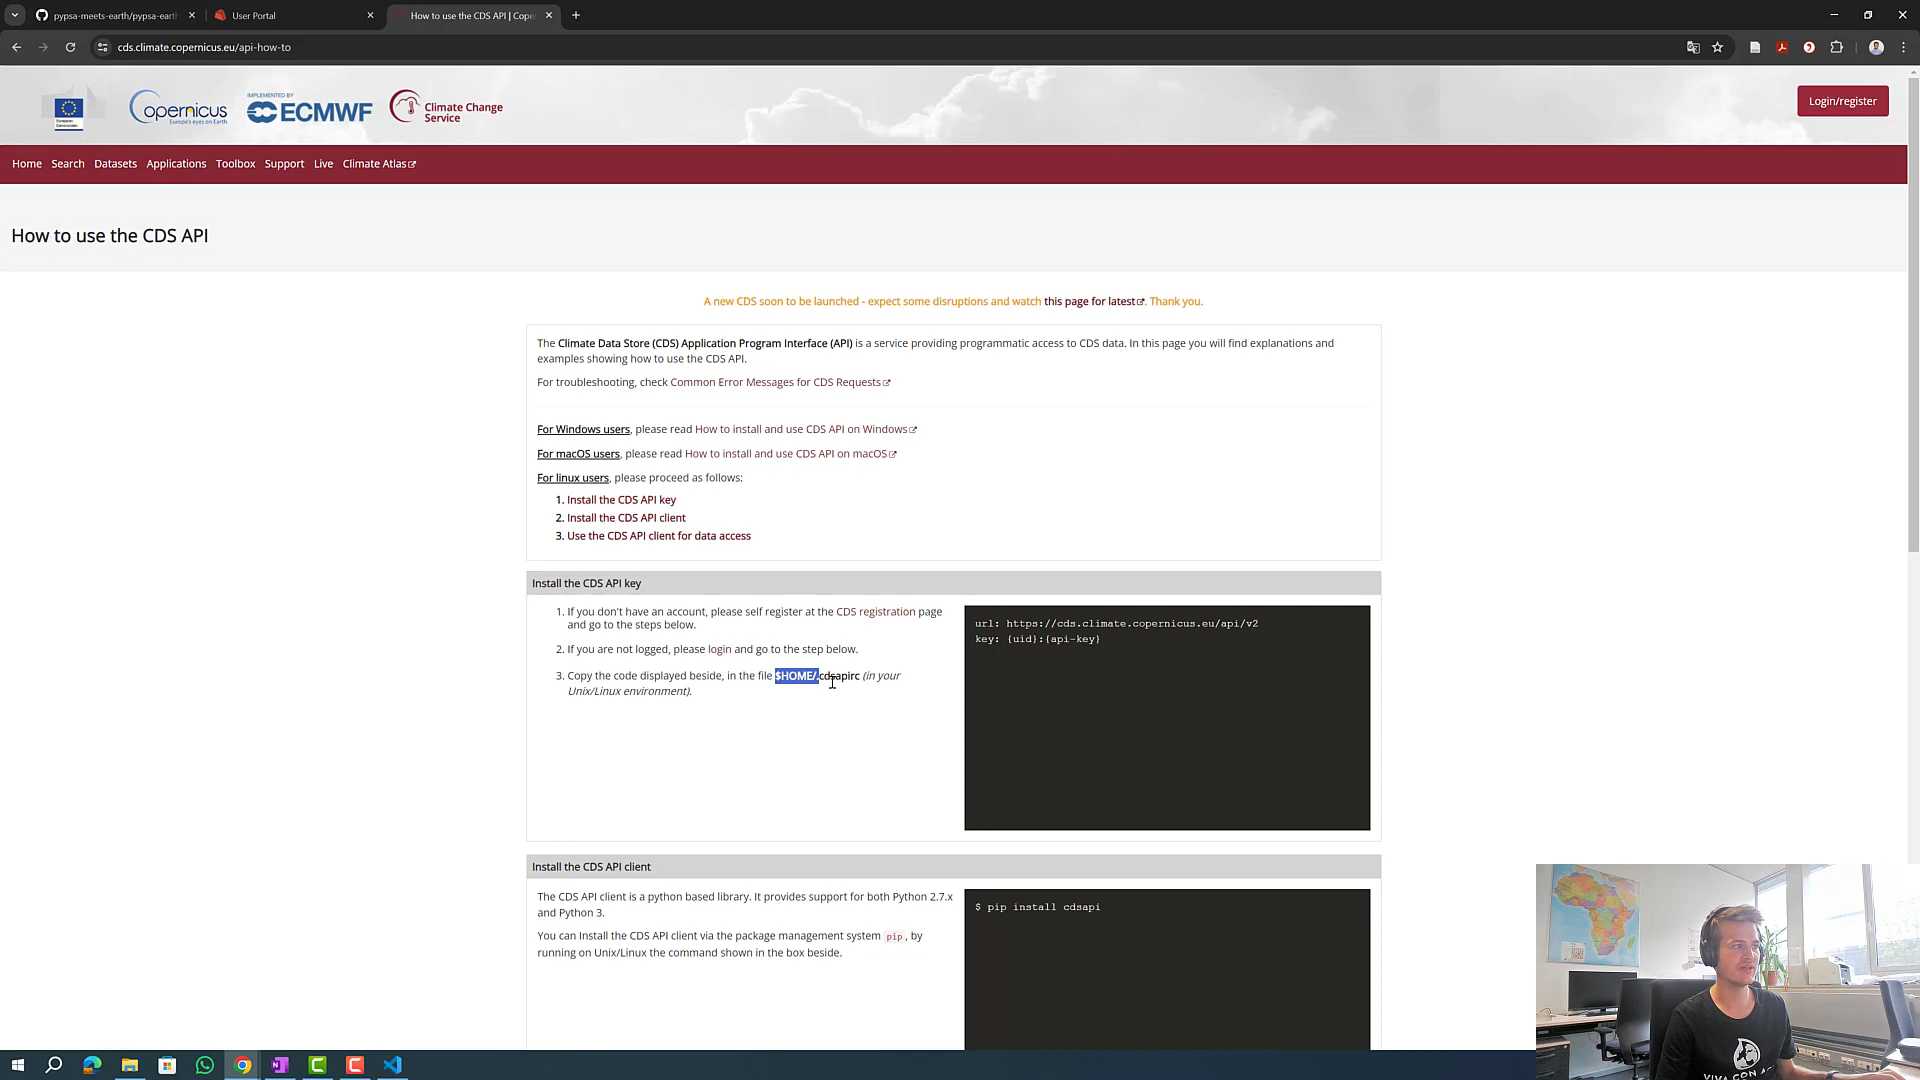 pypsa-meets-earth/pypsa-earth
User Portal
How to use the CDS API | Coper
cds.climate.copernicus.eu/api-how-to
European Commission
opernicus
Europe's eyes on Earth
IMPLEMENTED BY
ECMWF
Climate Change
Service
Login/register
Home Search Datasets Applications Toolbox Support Live Climate Atlas
How to use the CDS API
A new CDS soon to be launched - expect some disruptions and watch this page for latest. Thank you.
The Climate Data Store (CDS) Application Program Interface (API) is a service providing programmatic access to CDS data. In this page you will find explanations and
examples showing how to use the CDS API.
For troubleshooting, check Common Error Messages for CDS Requests
For Windows users, please read How to install and use CDS API on Windows
For macOS users, please read How to install and use CDS API on macOS
For linux users, please proceed as follows:
1. Install the CDS API key
2. Install the CDS API client
3. Use the CDS API client for data access
Install the CDS API key
1. If you don't have an account, please self register at the CDS registration page
and go to the steps below.
2. If you are not logged, please login and go to the step below.
3. Copy the code displayed beside, in the file $HOME/.cdsapirc (in your
Unix/Linux environment).
url: https://cds.climate.copernicus.eu/api/v2
key: {uid}:{api-key}
Install the CDS API client
The CDS API client is a python based library. It provides support for both Python 2.7.x
and Python 3.
You can Install the CDS API client via the package management system pip, by
running on Unix/Linux the command shown in the box beside.
$ pip install cdsapi
VIVA CON A